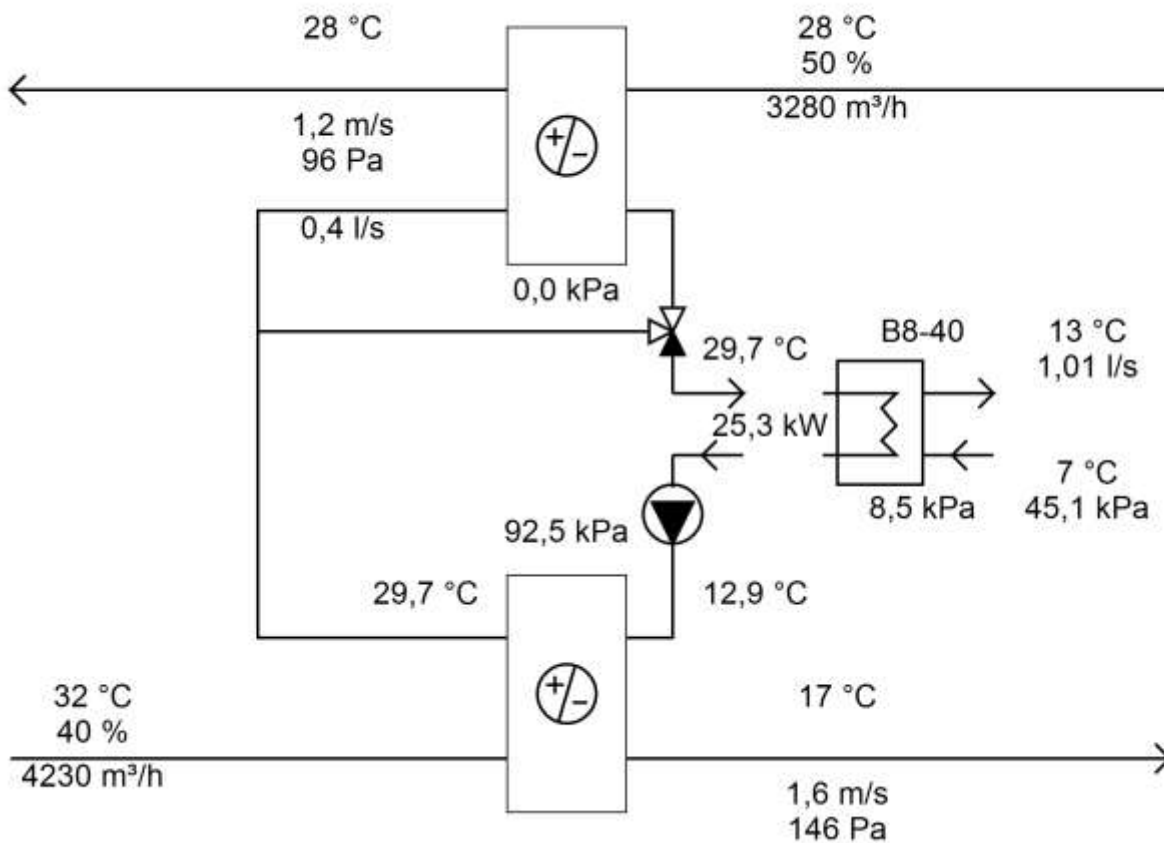 28 °C
28 °C
50 %
3280 m³/h
1,2 m/s
96 Pa
0,4 l/s
0,0 kPa
29,7 °C
B8-40
13 °C
1,01 l/s
25,3 kW
7 °C
8,5 kPa
45,1 kPa
92,5 kPa
29,7 °C
12,9 °C
32 °C
40 %
4230 m³/h
17 °C
1,6 m/s
146 Pa